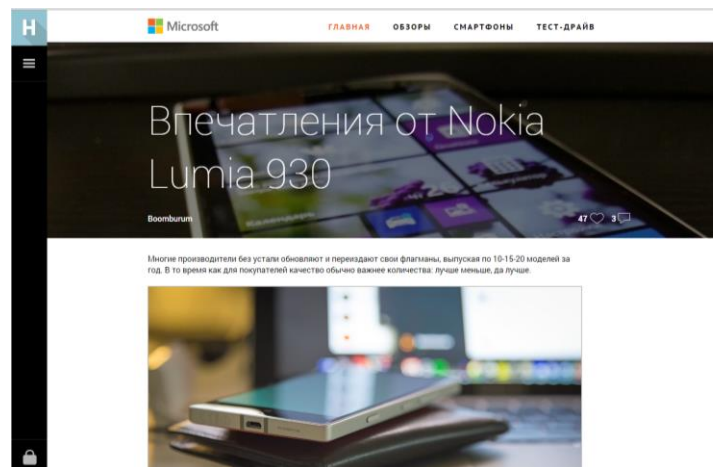 H
Microsoft
ГЛАВНАЯ ОБЗОРЫ СМАРТФОНЫ ТЕСТ-ДРАЙВ
Впечатления от Nokia
Lumia 930
Календарь
Boomburum
47 3
Многие производители без устали обновляют и переиздают свои флагманы, выпуская по 10-15-20 моделей за
год. В то время как для покупателей качество обычно важнее количества: лучше меньше, да лучше.